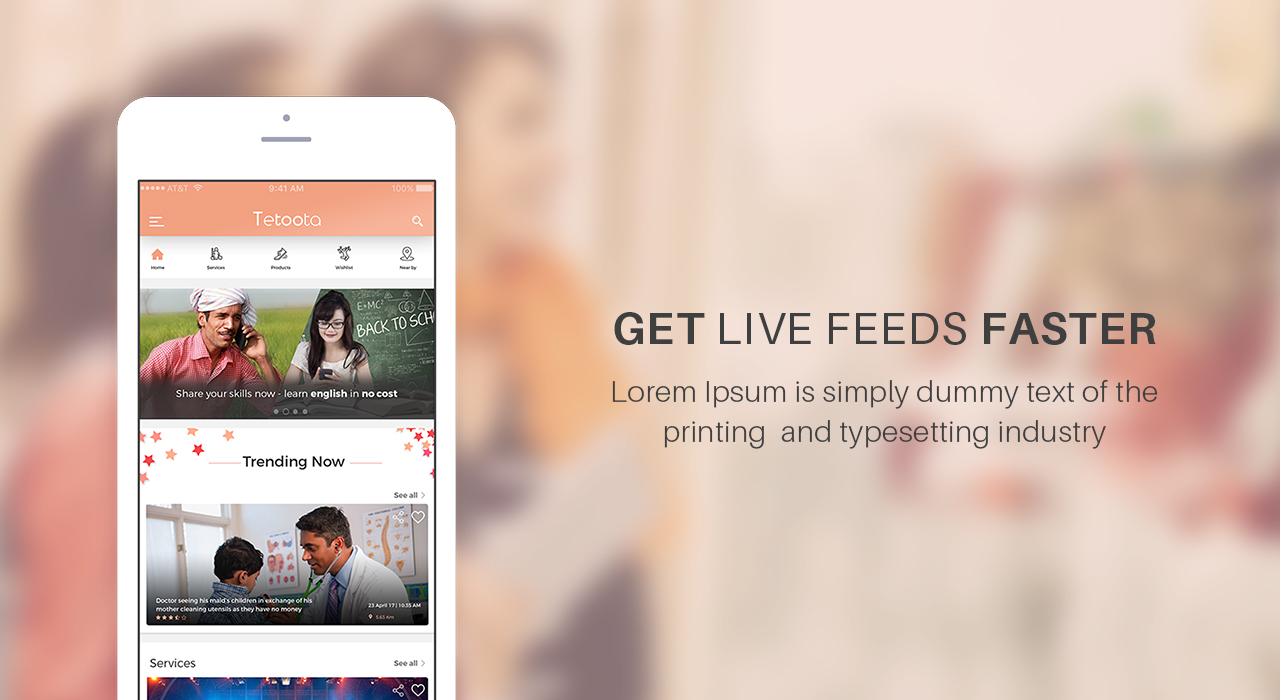 AT&T 9:41 AM 100%
Tetoota
Home Services Products Wishlist Near by
E=MC²
BACK TO SCH
Share your skills now - learn english in no cost
Trending Now
See all
Doctor seeing his maid's children in exchange of his
mother cleaning utensils as they have no money
23 April 17 | 10:35 AM
5.63 Km
Services
See all
GET LIVE FEEDS FASTER
Lorem Ipsum is simply dummy text of the
printing and typesetting industry